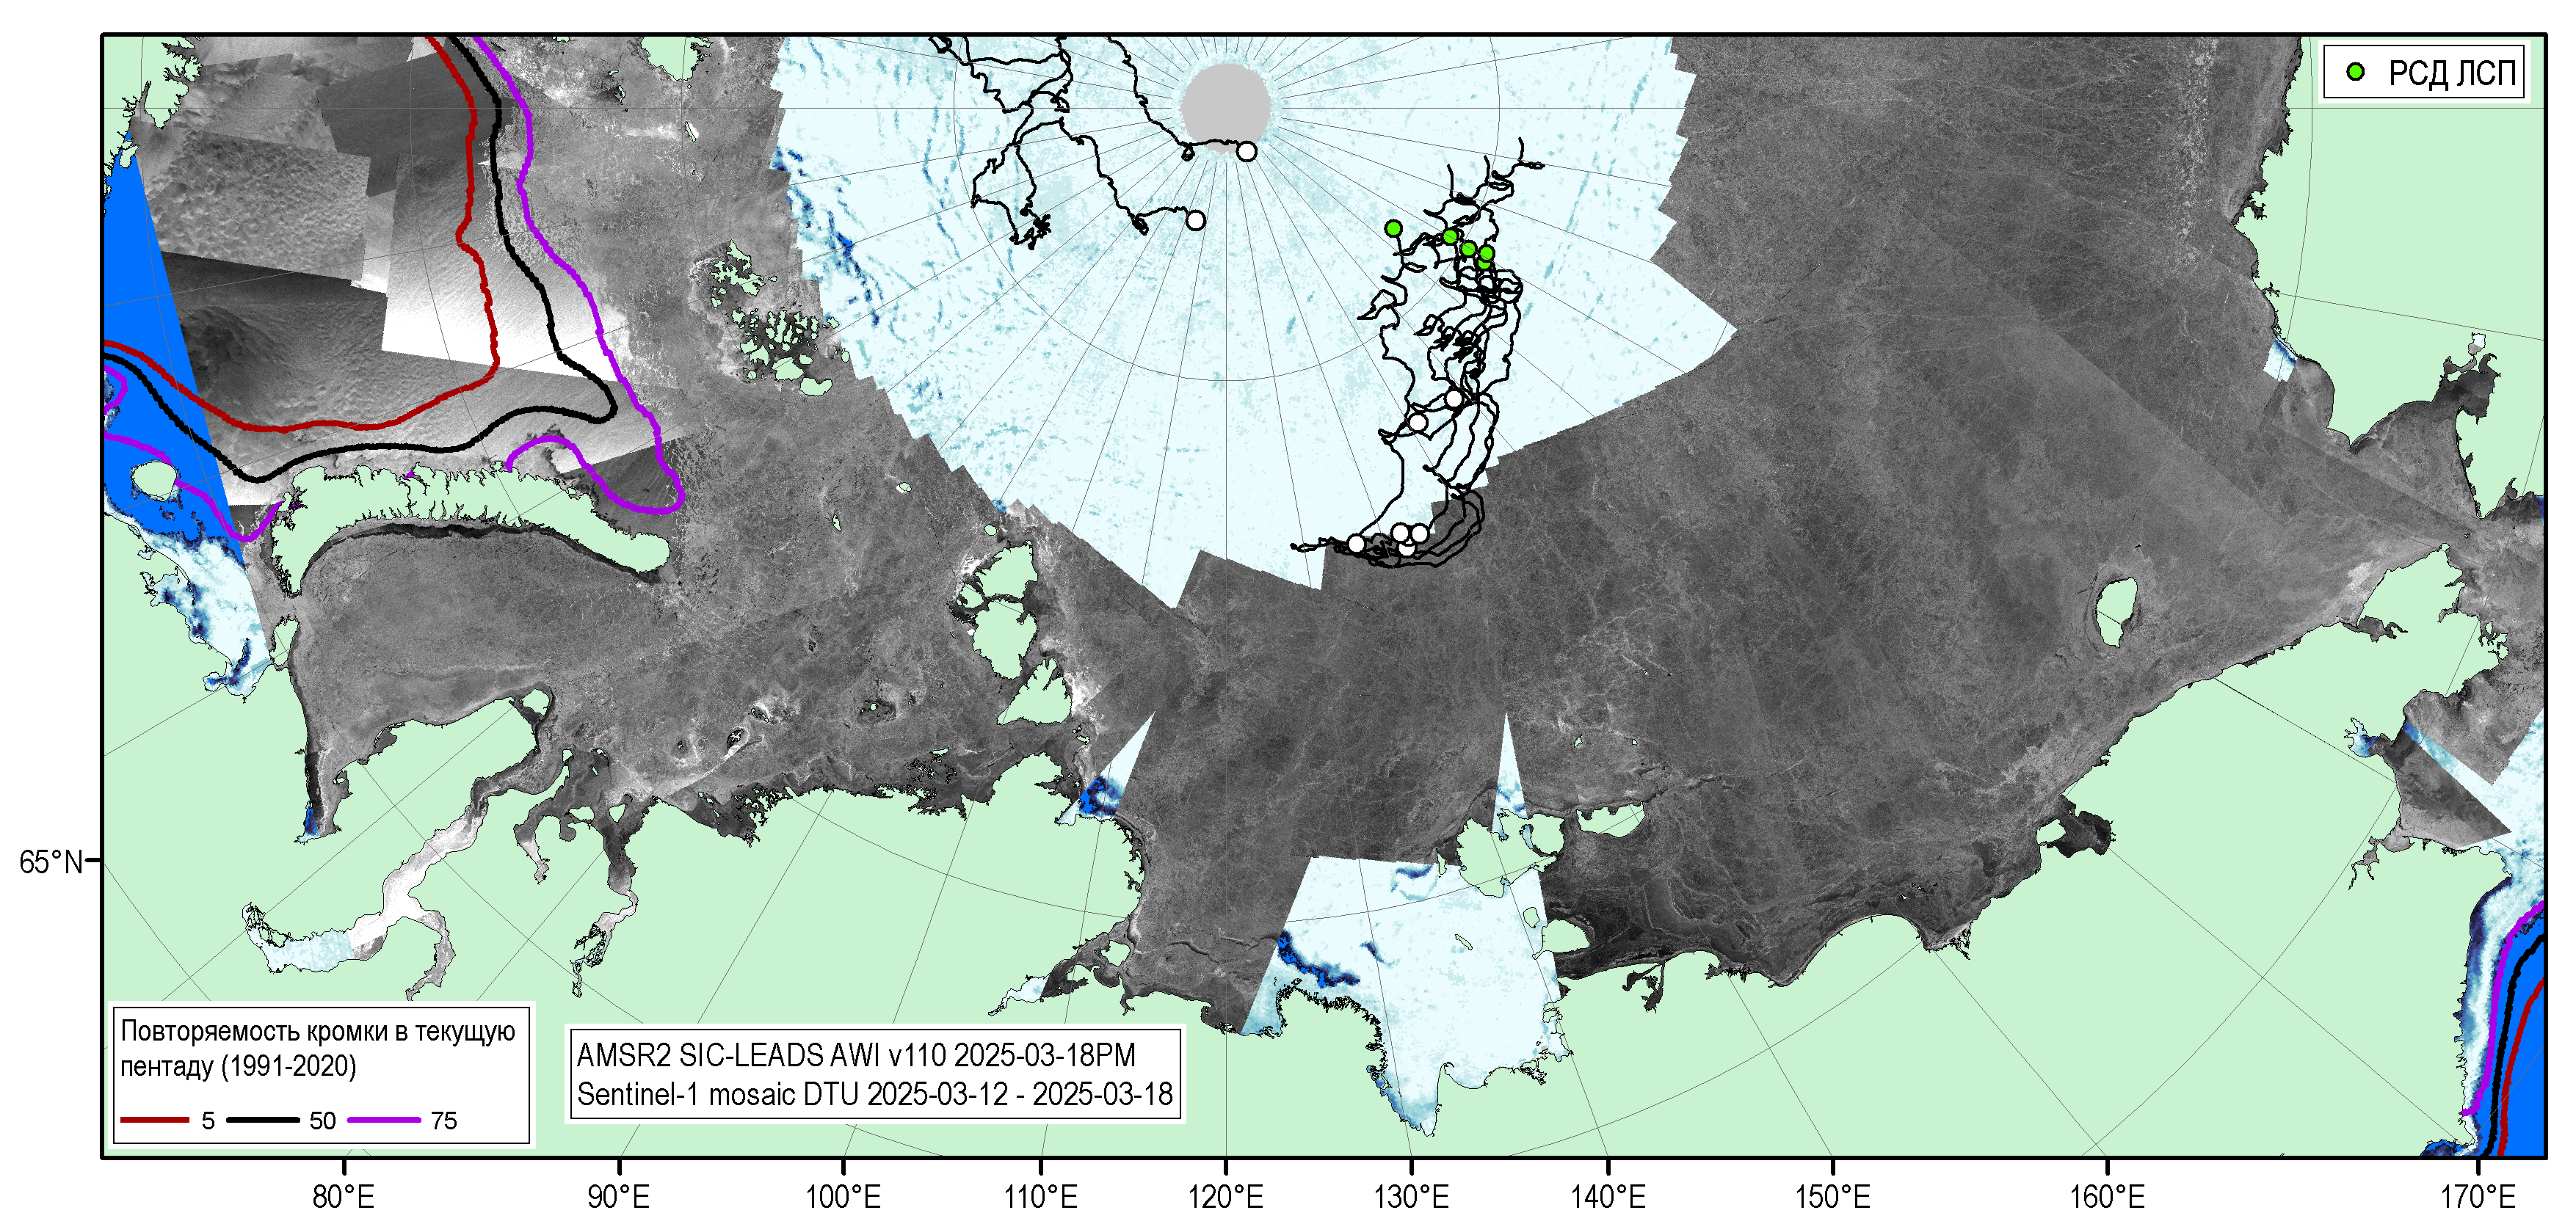 РСД ЛСП
65°N
Повторяемость кромки в текущую
пентаду (1991-2020)
5 50 75
AMSR2 SIC-LEADS AWI v110 2025-03-18PM
Sentinel-1 mosaic DTU 2025-03-12 - 2025-03-18
80°E 90°E 100°E 110°E 120°E 130°E 140°E 150°E 160°E 170°E